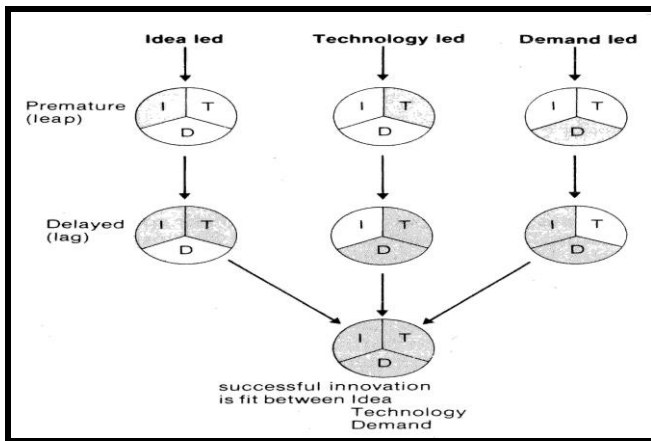 Idea led Technology led Demand led
Premature
(leap)
I T D
I T D
I T D
Delayed
(lag)
I T D
I T D
I T D
I T D
successful innovation
is fit between Idea
Technology
Demand